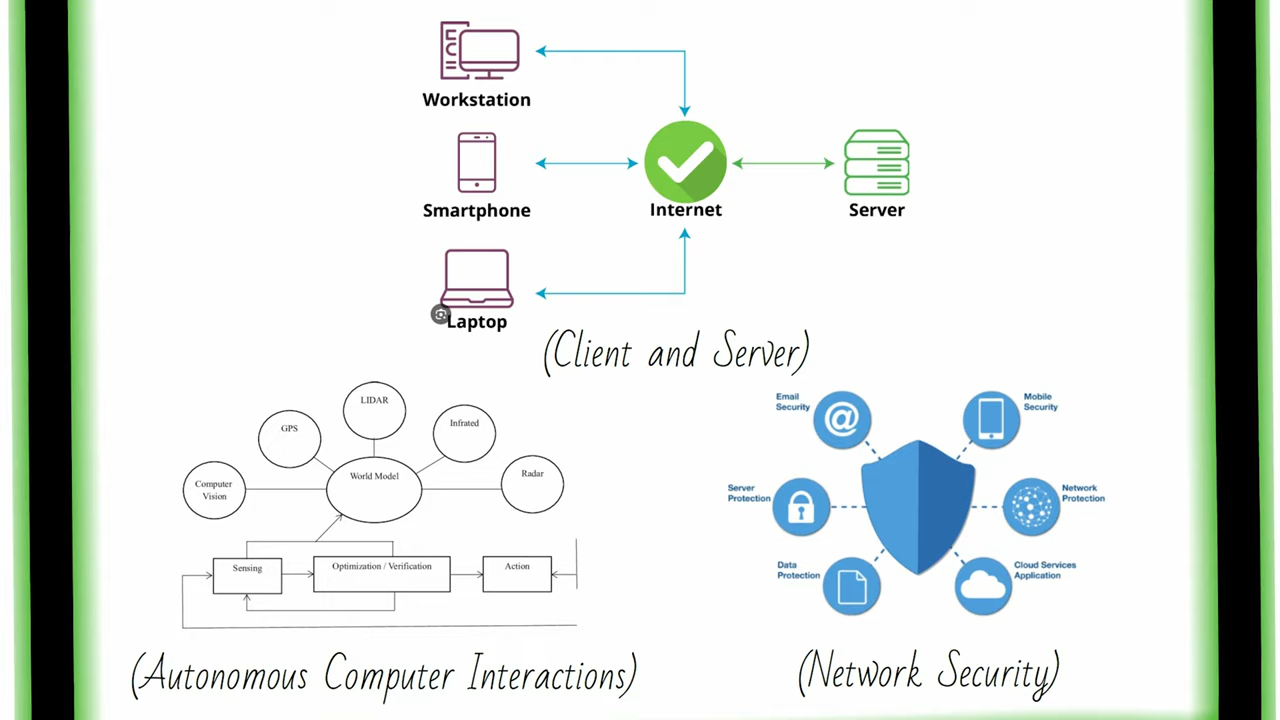 Workstation
Smartphone
Internet
Server
Laptop
(Client and Server)
LIDAR
GPS
Infrated
Computer
Vision
World Model
Radar
Sensing
Optimization / Verification
Action
(Autonomous Computer Interactions)
Email
Security
Mobile
Security
@
Server
Protection
Network
Protection
Data
Protection
Cloud Services
Application
(Network Security)